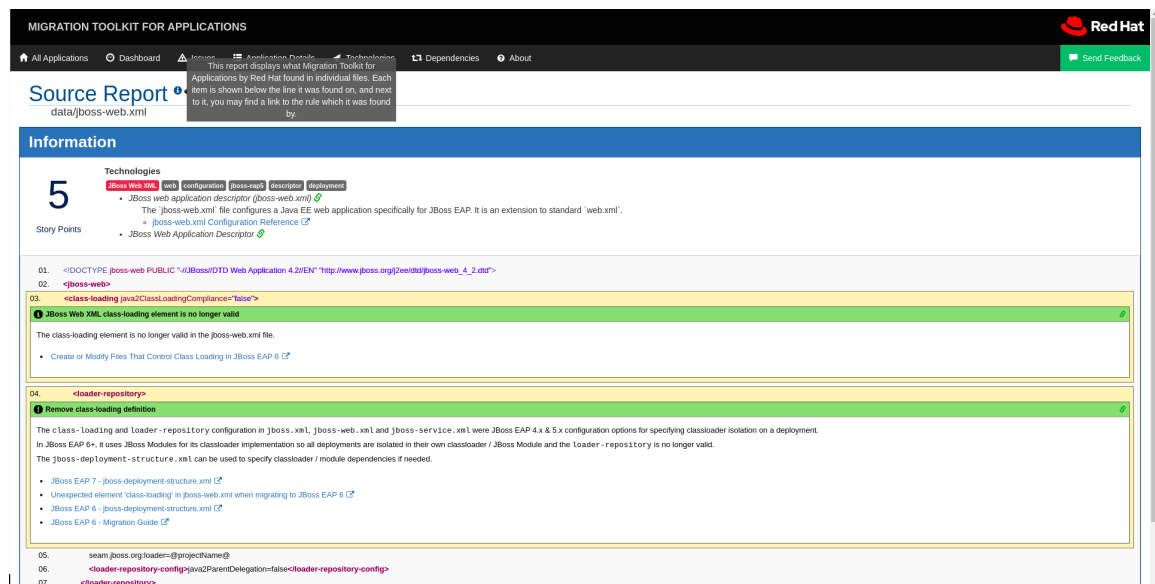 MIGRATION TOOLKIT FOR APPLICATIONS
Red Hat
All Applications Dashboard Issues Application Details Technologies Dependencies About Send Feedback
This report displays what Migration Toolkit for
Applications by Red Hat found in individual files. Each
item is shown below the line it was found on, and next
to it, you may find a link to the rule which it was found
by.
Source Report
data/jboss-web.xml
Information
5
Story Points
Technologies
JBoss Web XML web configuration jboss-eap5 descriptor deployment
JBoss web application descriptor (jboss-web.xml)
The `jboss-web.xml` file configures a Java EE web application specifically for JBoss EAP. It is an extension to standard `web.xml`.
jboss-web.xml Configuration Reference
JBoss Web Application Descriptor
01. <!DOCTYPE jboss-web PUBLIC "-//JBoss//DTD Web Application 4.2//EN" "http://www.jboss.org/j2ee/dtd/jboss-web_4_2.dtd">
02. <jboss-web>
03. <class-loading java2ClassLoadingCompliance="false">
JBoss Web XML class-loading element is no longer valid
The class-loading element is no longer valid in the jboss-web.xml file.
Create or Modify Files That Control Class Loading in JBoss EAP 6
04. <loader-repository>
Remove class-loading definition
The class-loading and loader-repository configuration in jboss.xml, jboss-web.xml and jboss-service.xml were JBoss EAP 4.x & 5.x configuration options for specifying classloader isolation on a deployment.
In JBoss EAP 6+, it uses JBoss Modules for its classloader implementation so all deployments are isolated in their own classloader / JBoss Module and the loader-repository is no longer valid.
The jboss-deployment-structure.xml can be used to specify classloader / module dependencies if needed.
JBoss EAP 7 - jboss-deployment-structure.xml
Unexpected element 'class-loading' in jboss-web.xml when migrating to JBoss EAP 6
JBoss EAP 6 - jboss-deployment-structure.xml
JBoss EAP 6 - Migration Guide
05. seam.jboss.org:loader=@projectName@
06. <loader-repository-config>java2ParentDelegation=false</loader-repository-config>
07. </loader-repository>